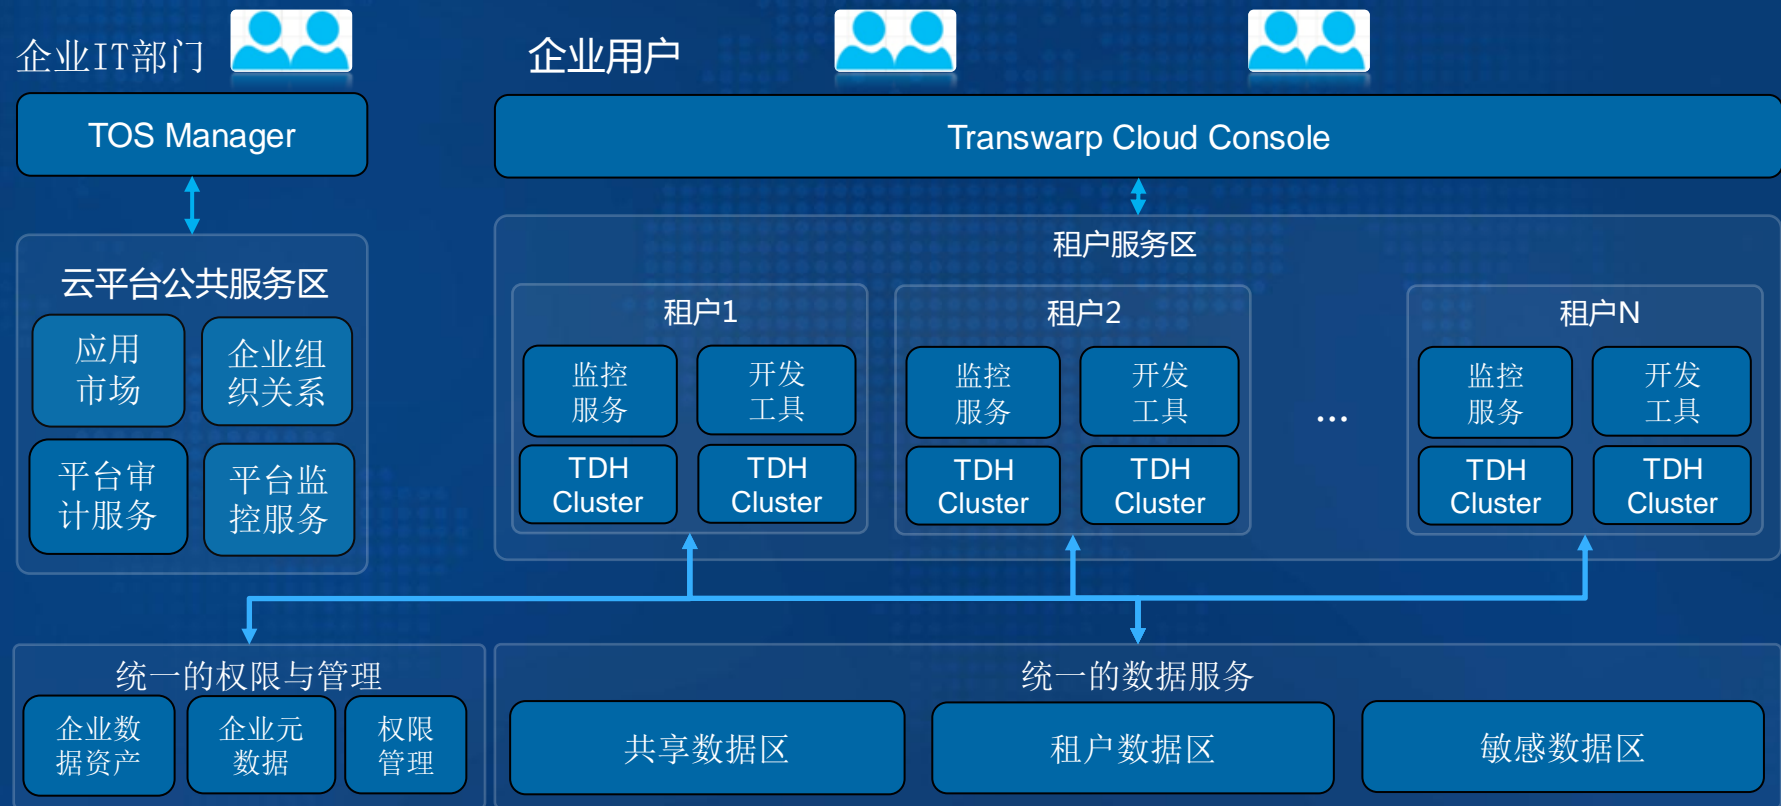 企业IT部门
企业用户
TOS Manager
Transwarp Cloud Console
云平台公共服务区
应用
市场
企业组
织关系
平台审
计服务
平台监
控服务
租户服务区
租户1
监控
服务
开发
工具
TDH
Cluster
TDH
Cluster
租户2
监控
服务
开发
工具
TDH
Cluster
TDH
Cluster
...
租户N
监控
服务
开发
工具
TDH
Cluster
TDH
Cluster
统一的权限与管理
企业数
据资产
企业元
数据
权限
管理
统一的数据服务
共享数据区
租户数据区
敏感数据区